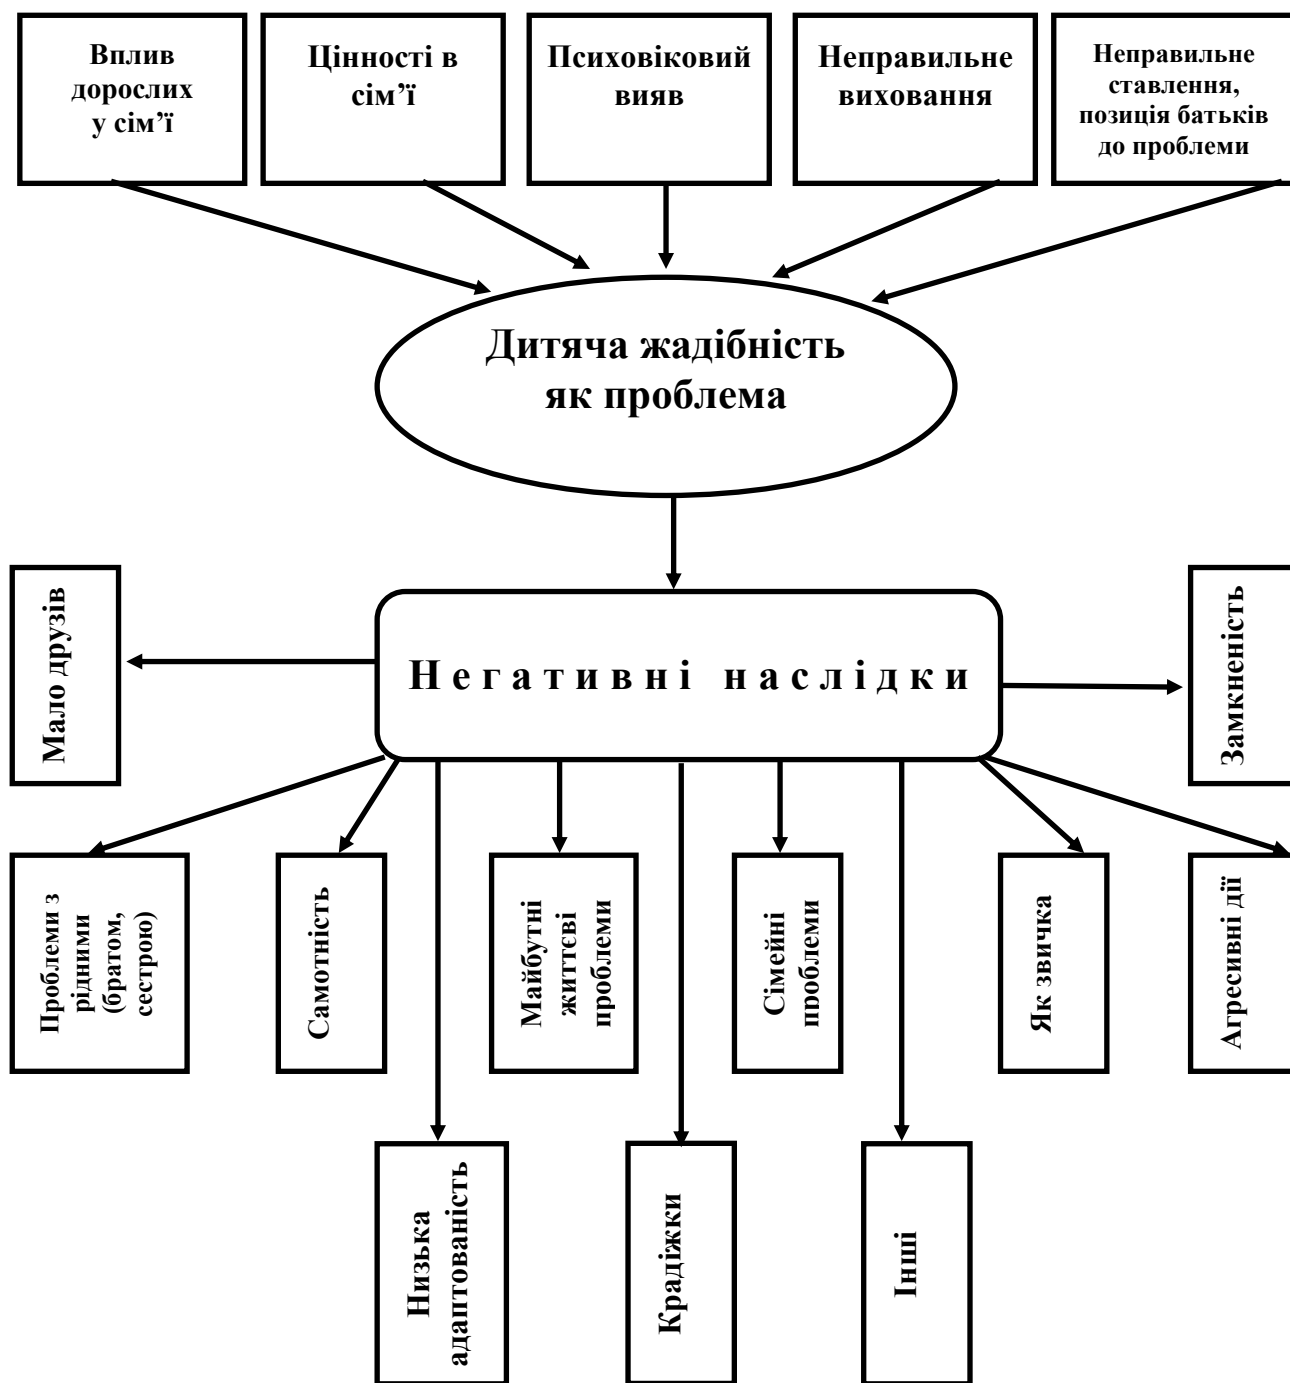 Вплив
дорослих
у сім’ї
Цінності в
сім’ї
Психовіковий
вияв
Неправильне
виховання
Неправильне
ставлення,
позиція батьків
до проблеми
Дитяча жадібність
як проблема
Негативні наслідки
Мало друзів
Замкненість
Проблеми з
рідними
(братом,
сестрою)
Самотність
Майбутні
життєві
проблеми
Сімейні
проблеми
Як звичка
Агресивні дії
Низька
адаптованість
Крадіжки
Інші